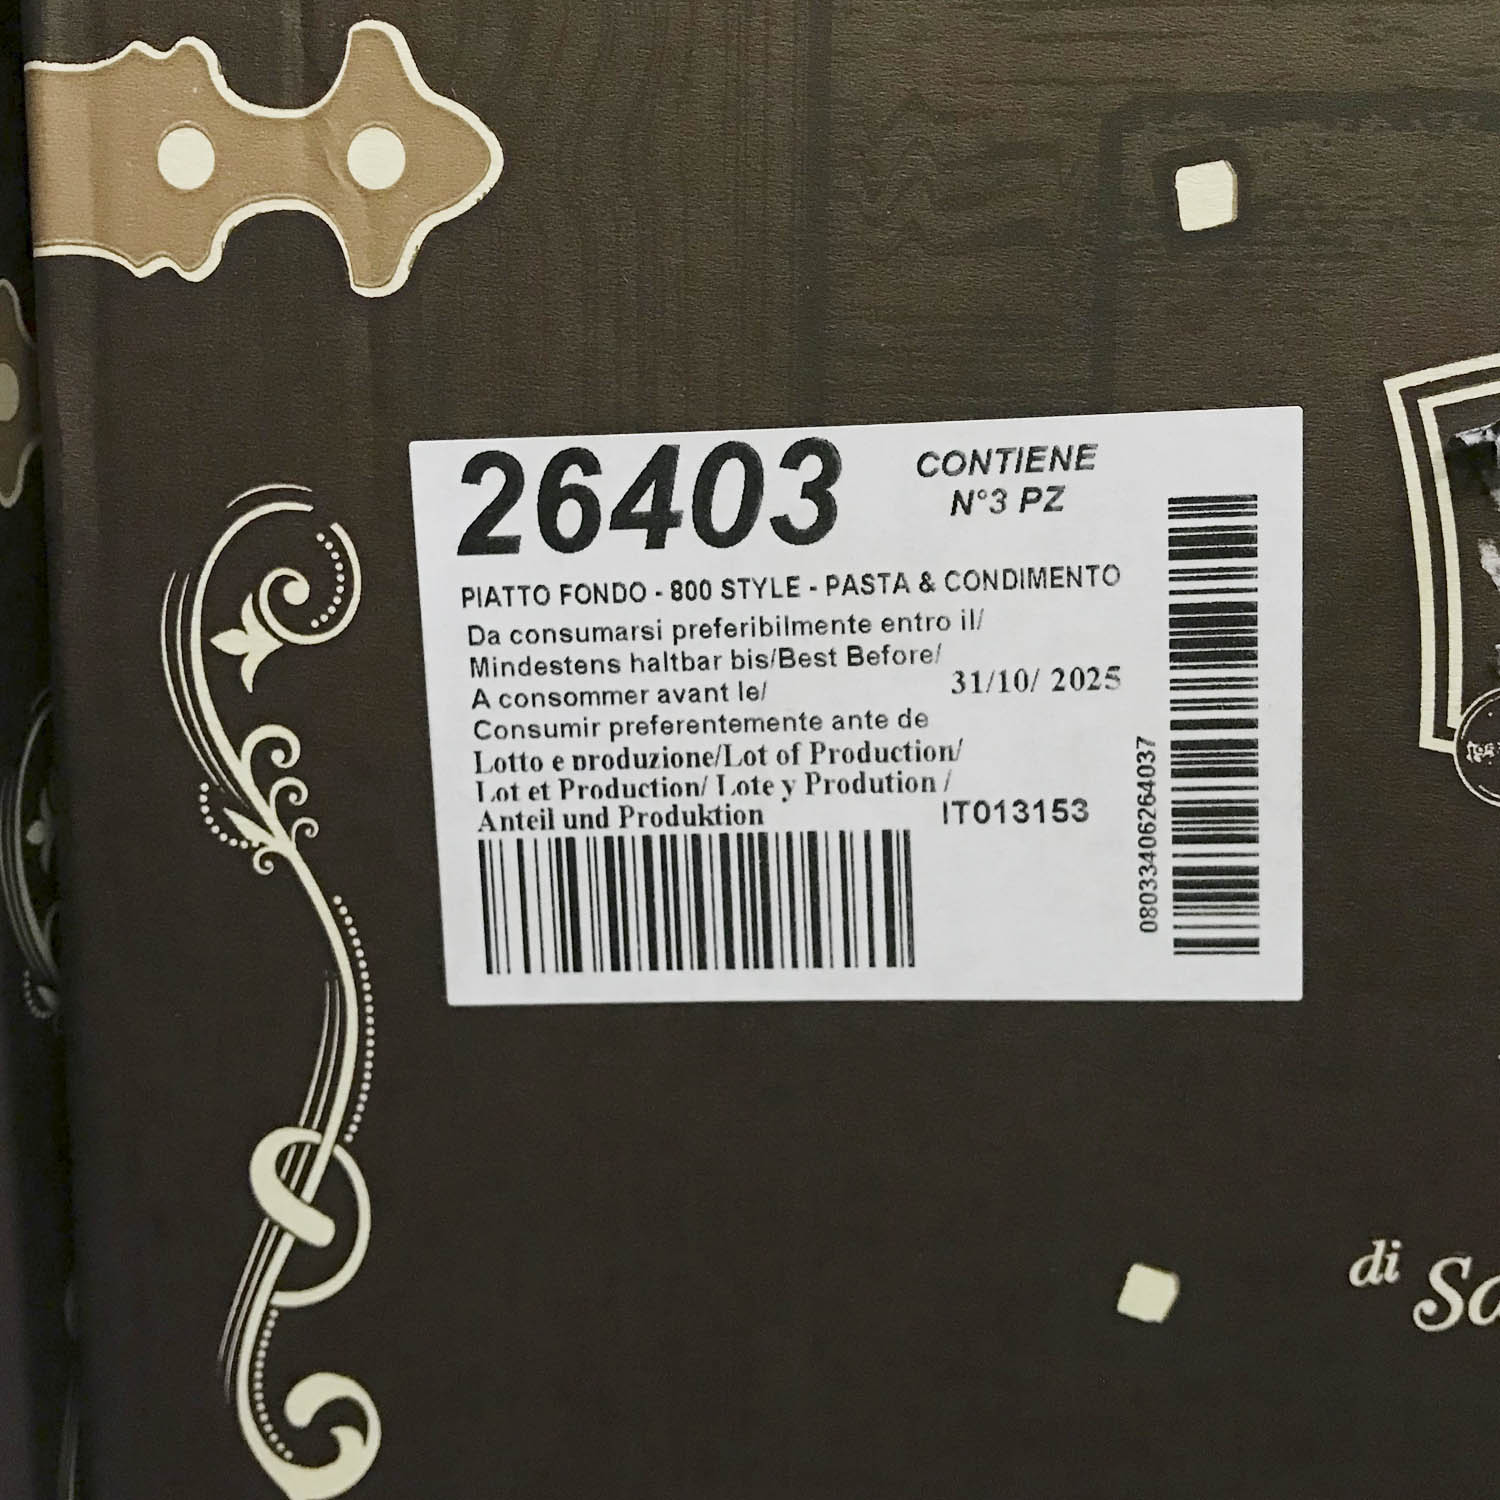 26403
CONTIENE
N°3 PZ
PIATTO FONDO - 800 STYLE - PASTA & CONDIMENTO
Da consumarsi preferibilmente entro il/
Mindestens haltbar bis/Best Before/
A consommer avant le/
31/10/ 2025
Consumir preferentemente ante de
Lotto e produzione/Lot of Production/
Lot et Production/ Lote y Prodution /
Anteil und Produktion
IT013153
08033406264037
di